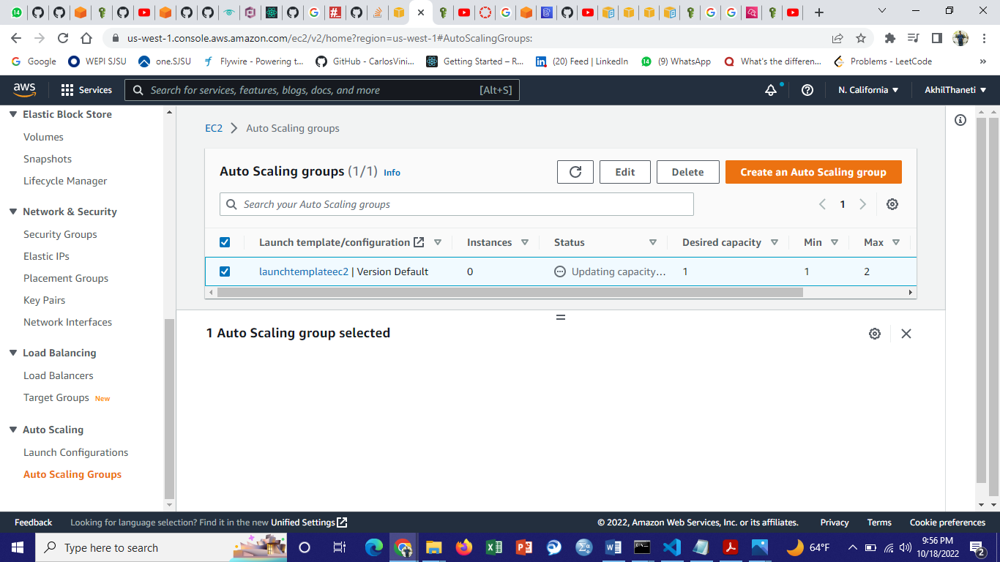 us-west-1.console.aws.amazon.com/ec2/v2/home?region=us-west-1#AutoScalingGroups:
Google
WEPI SJSU
one.SJSU
Flywire - Powering t...
GitHub - CarlosVini...
Getting Started – R...
(20) Feed | LinkedIn
(9) WhatsApp
What's the differen...
Problems - LeetCode
aws
Services
Search for services, features, blogs, docs, and more
[Alt+S]
N. California
AkhilThaneti
Elastic Block Store
Volumes
Snapshots
Lifecycle Manager
Network & Security
Security Groups
Elastic IPs
Placement Groups
Key Pairs
Network Interfaces
Load Balancing
Load Balancers
Target Groups New
Auto Scaling
Launch Configurations
Auto Scaling Groups
EC2 > Auto Scaling groups
Auto Scaling groups (1/1) Info
Edit
Delete
Create an Auto Scaling group
Search your Auto Scaling groups
1
Launch template/configuration Instances Status Desired capacity Min Max
launchtemplateec2 | Version Default 0 Updating capacity... 1 1 2
1 Auto Scaling group selected
Feedback
Looking for language selection? Find it in the new Unified Settings
© 2022, Amazon Web Services, Inc. or its affiliates.
Privacy
Terms
Cookie preferences
Type here to search
64°F
9:56 PM
10/18/2022
2